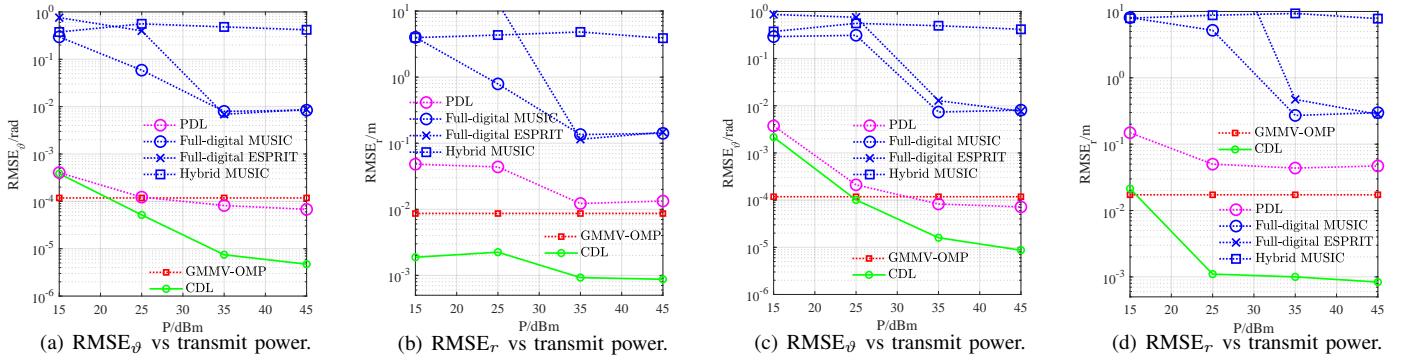 10^0
10^-1
10^-2
10^-3
10^-4
10^-5
10^-6
RMSE_ϑ/rad
PDL
Full-digital MUSIC
Full-digital ESPRIT
Hybrid MUSIC
GMMV-OMP
CDL
15 20 25 30 35 40 45
P/dBm
(a) RMSE_ϑ vs transmit power.
10^1
10^0
10^-1
10^-2
10^-3
RMSE_r/m
PDL
Full-digital MUSIC
Full-digital ESPRIT
Hybrid MUSIC
GMMV-OMP
CDL
15 20 25 30 35 40 45
P/dBm
(b) RMSE_r vs transmit power.
10^0
10^-1
10^-2
10^-3
10^-4
10^-5
10^-6
RMSE_ϑ/rad
PDL
Full-digital MUSIC
Full-digital ESPRIT
Hybrid MUSIC
GMMV-OMP
CDL
15 20 25 30 35 40 45
P/dBm
(c) RMSE_ϑ vs transmit power.
10^1
10^0
10^-1
10^-2
10^-3
RMSE_r/m
GMMV-OMP
CDL
PDL
Full-digital MUSIC
Full-digital ESPRIT
Hybrid MUSIC
15 20 25 30 35 40 45
P/dBm
(d) RMSE_r vs transmit power.